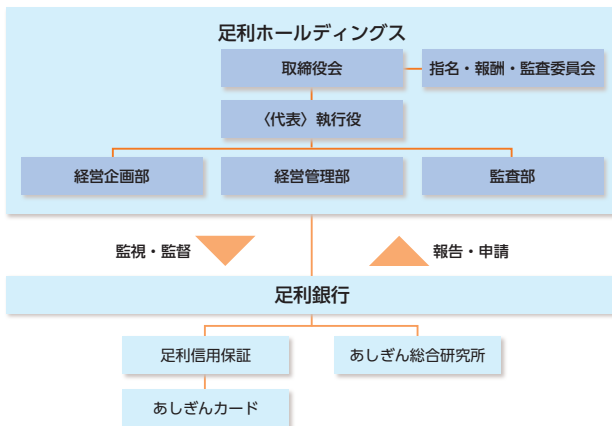 足利ホールディングス
取締役会
指名・報酬・監査委員会
〈代表〉執行役
経営企画部
経営管理部
監査部
監視・監督
報告・申請
足利銀行
足利信用保証
あしぎん総合研究所
あしぎんカード